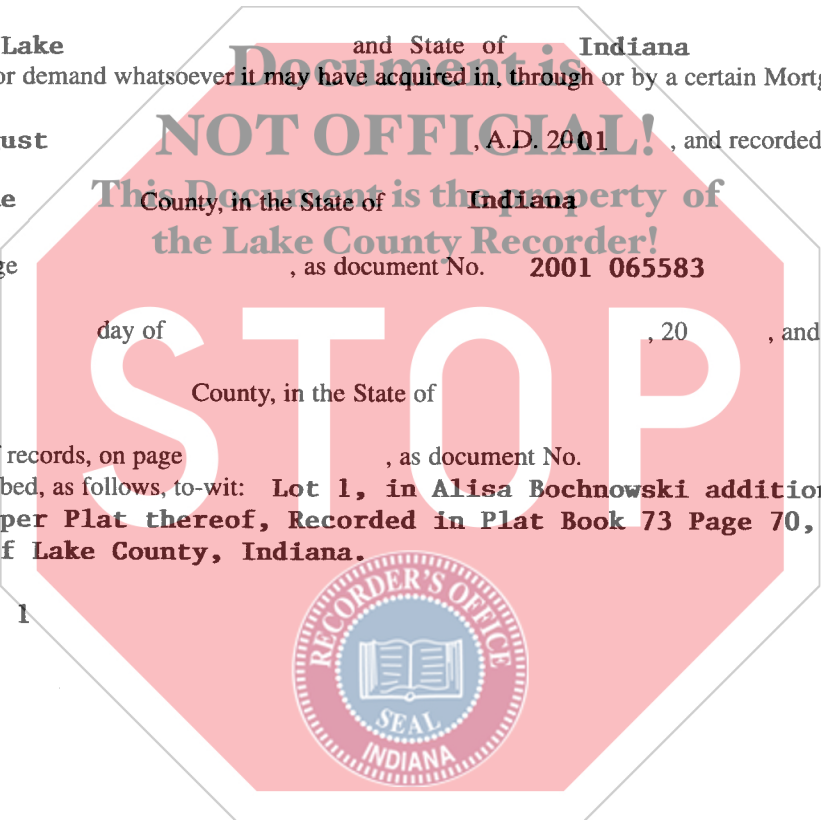 Lake and State of Indiana
Document is
or demand whatsoever it may have acquired in, through or by a certain Mortg
NOT OFFICIAL!
ust , A.D. 2001 , and recorded
This Document is the property of
e County, in the State of Indiana
the Lake County Recorder!
ge , as document No. 2001 065583
STOP
day of , 20 , and
County, in the State of
records, on page , as document No.
bed, as follows, to-wit: Lot 1, in Alisa Bochnowski addition
per Plat thereof, Recorded in Plat Book 73 Page 70,
f Lake County, Indiana.
RECORDER'S OFFICE
1
SEAL
INDIANA